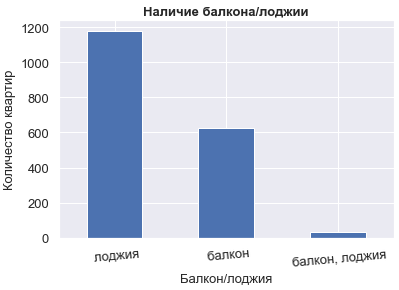 Наличие балкона/лоджии
1200
1000
800
600
400
200
0
Количество квартир
лоджия
балкон
балкон, лоджия
Балкон/лоджия